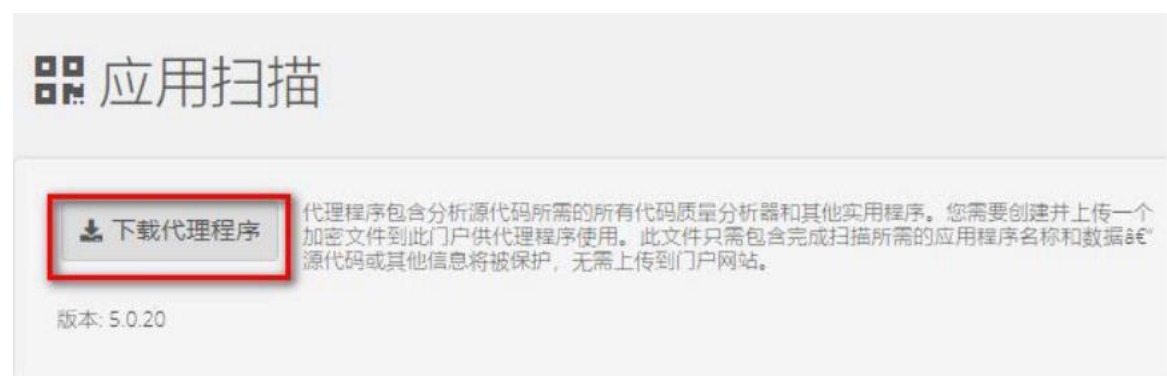 应用扫描
下载代理程序
代理程序包含分析源代码所需的所有代码质量分析器和其他实用程序。您需要创建并上传一个
加密文件到此门户供代理程序使用。此文件只需包含完成扫描所需的应用程序名称和数据â€“
源代码或其他信息将被保护，无需上传到门户网站。
版本: 5.0.20